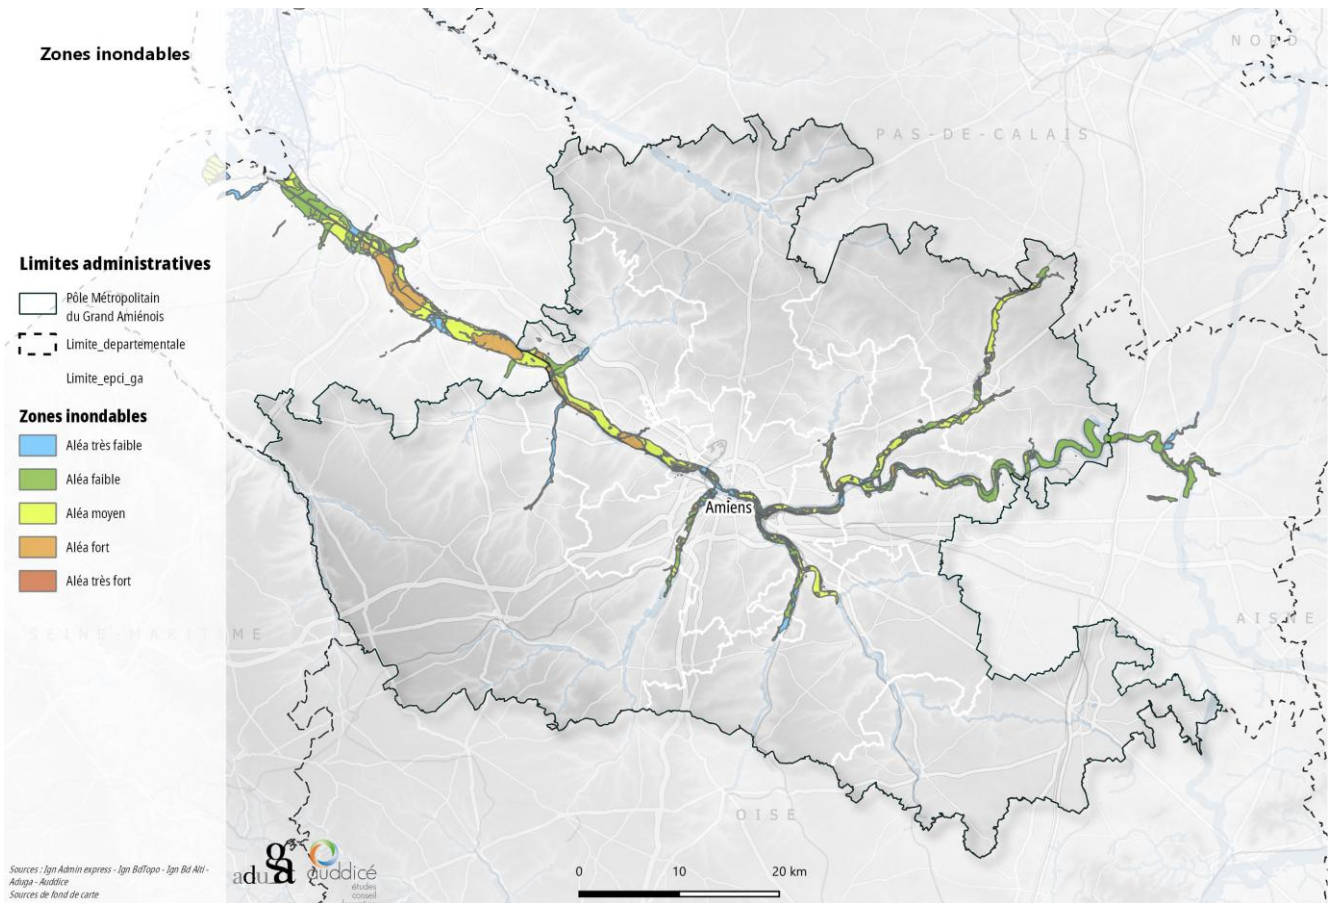 Zones inondables
NORD
PAS-DE-CALAIS
Limites administratives
Pôle Métropolitain
du Grand Amiénois
Limite_departementale
Limite_epci_ga
Zones inondables
Aléa très faible
Aléa faible
Aléa moyen
Aléa fort
Aléa très fort
Amiens
SEINE-MARITIME
AISNE
OISE
Sources : Ign Admin express - Ign BdTopo - Ign Bd Alti -
Aduga - Auddice
Sources de fond de carte
aduga
auddicé
études
conseil
0 10 20 km